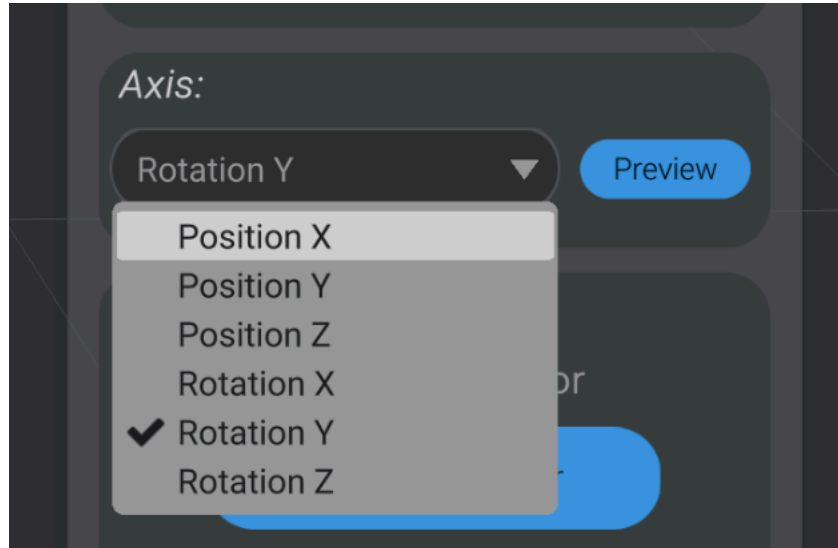 Axis:
Rotation Y
Preview
Position X
Position Y
Position Z
Rotation X
Rotation Y
Rotation Z